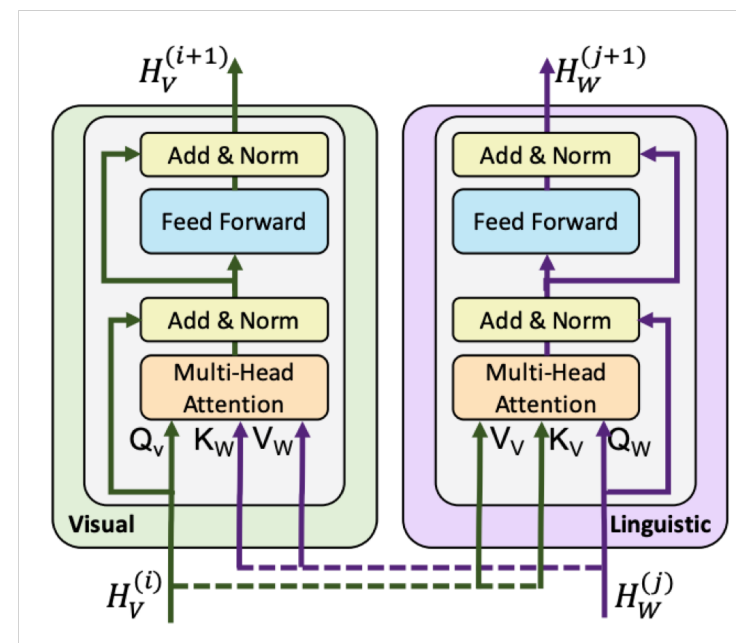 H_V^(i+1)
Add & Norm
Feed Forward
Add & Norm
Multi-Head
Attention
Q_v K_W V_W
Visual
H_V^(i)
H_W^(j+1)
Add & Norm
Feed Forward
Add & Norm
Multi-Head
Attention
V_V K_V Q_W
Linguistic
H_W^(j)